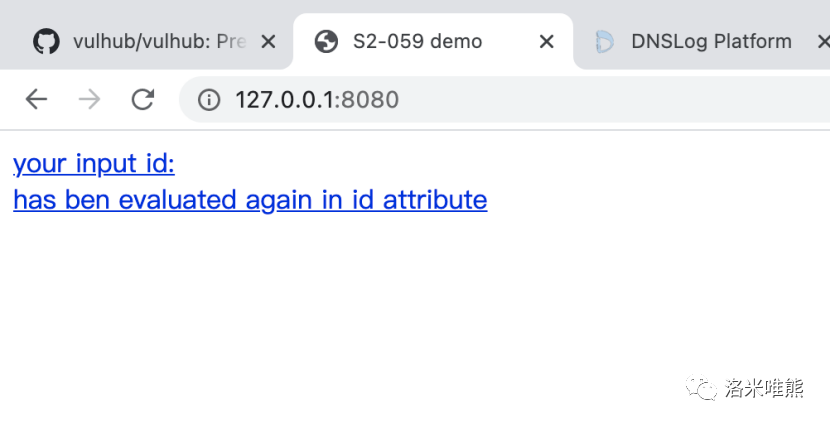 vulhub/vulhub: Pre
S2-059 demo
DNSLog Platform
127.0.0.1:8080
your input id:
has ben evaluated again in id attribute
洛米唯熊